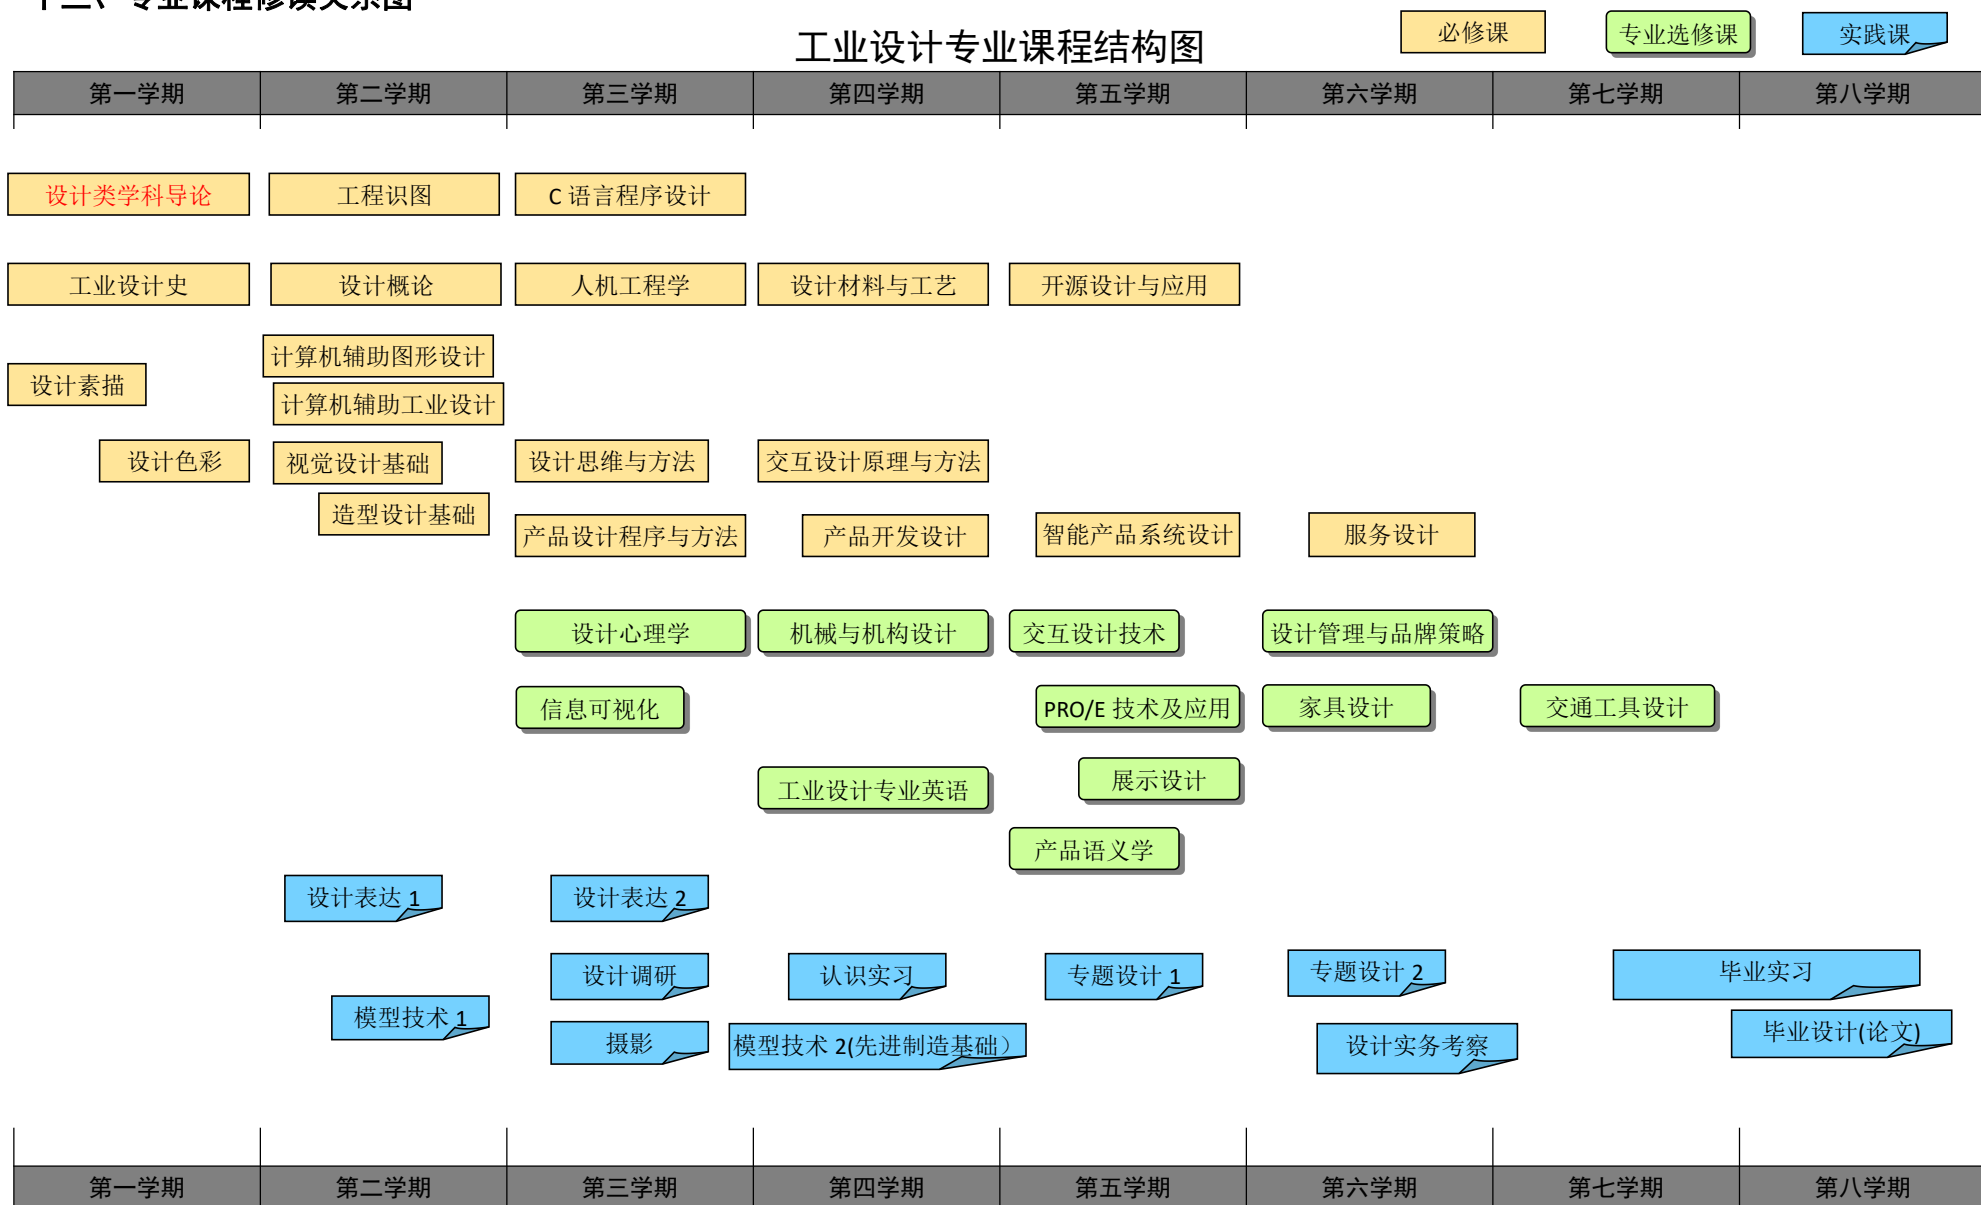 十三、专业课程修读关系图
工业设计专业课程结构图
必修课 专业选修课 实践课
第一学期 第二学期 第三学期 第四学期 第五学期 第六学期 第七学期 第八学期
设计类学科导论 工程识图 C 语言程序设计
工业设计史 设计概论 人机工程学 设计材料与工艺 开源设计与应用
计算机辅助图形设计
设计素描
计算机辅助工业设计
设计色彩 视觉设计基础 设计思维与方法 交互设计原理与方法
造型设计基础
产品设计程序与方法 产品开发设计 智能产品系统设计 服务设计
设计心理学 机械与机构设计 交互设计技术 设计管理与品牌策略
信息可视化 PRO/E 技术及应用 家具设计 交通工具设计
工业设计专业英语 展示设计
产品语义学
设计表达 1 设计表达 2
设计调研 认识实习 专题设计 1 专题设计 2 毕业实习
模型技术 1
摄影 模型技术 2(先进制造基础） 设计实务考察 毕业设计(论文)
第一学期 第二学期 第三学期 第四学期 第五学期 第六学期 第七学期 第八学期